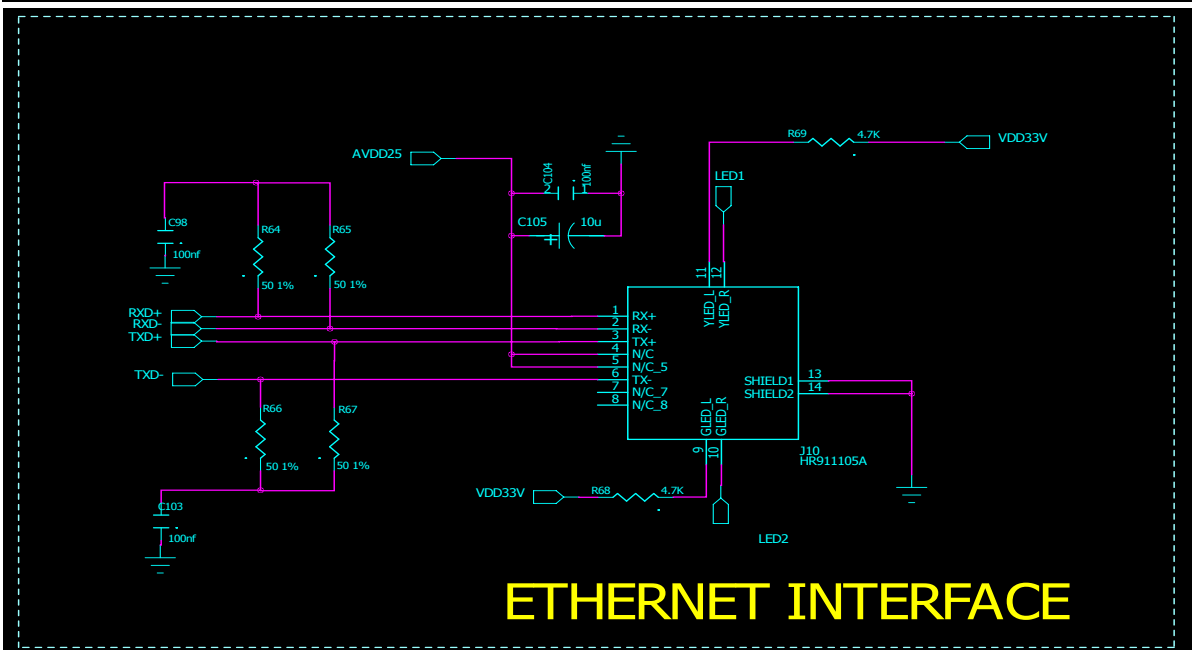 R69
4.7K
VDD33V
AVDD25
C104
2
1
100nf
LED1
C105
10u
C98
100nf
R64
R65
50 1%
50 1%
11
12
YLED_L
YLED_R
RXD+
RXD-
TXD+
TXD-
1
2
3
4
5
6
7
8
RX+
RX-
TX+
N/C
N/C_5
TX-
N/C_7
N/C_8
SHIELD1
SHIELD2
13
14
GLED_L
GLED_R
9
10
J10
HR911105A
R66
R67
50 1%
50 1%
VDD33V
R68
4.7K
C103
100nf
LED2
ETHERNET INTERFACE